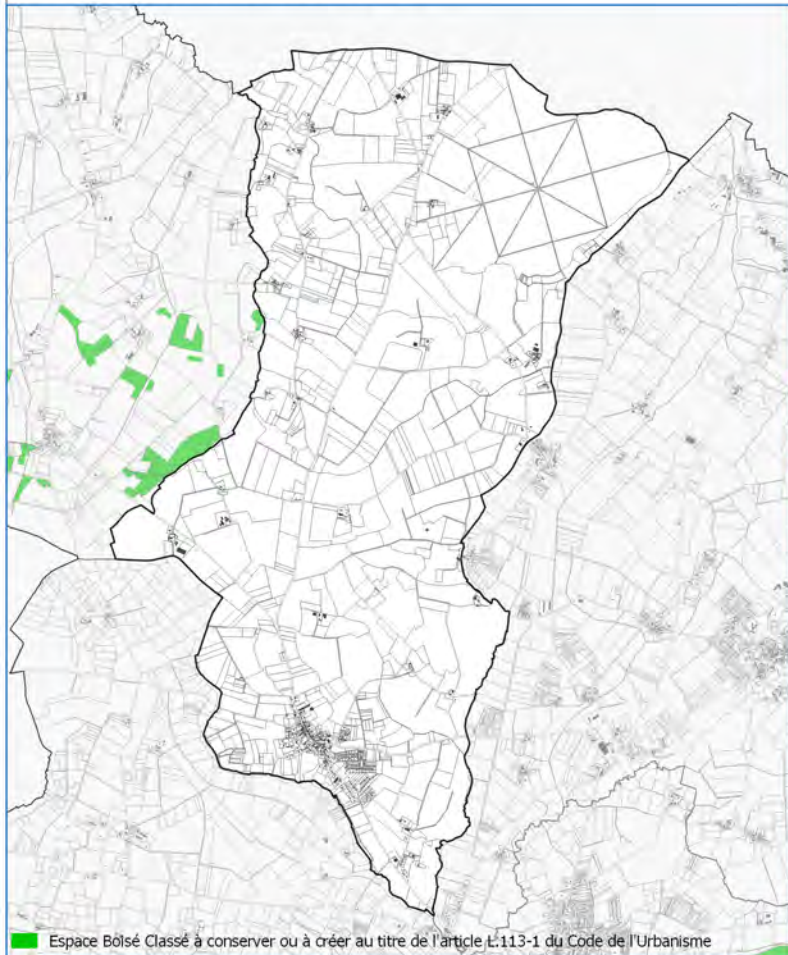 Espace Boisé Classé à conserver ou à créer au titre de l'article L.113-1 du Code de l'Urbanisme